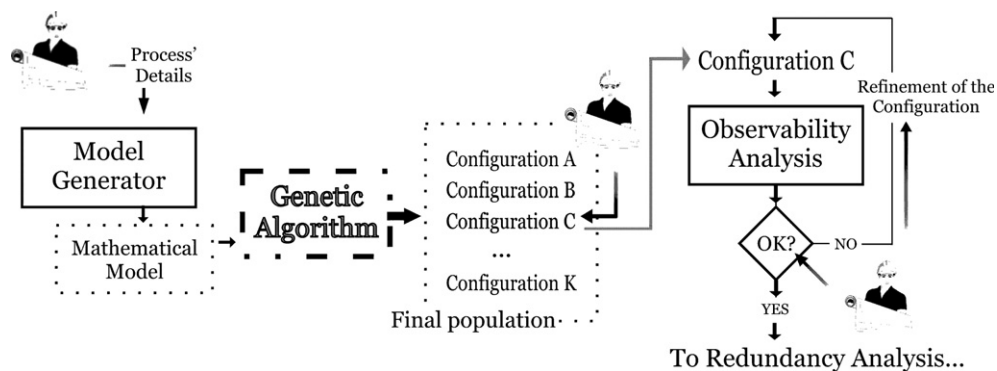 Process'
Details
Model
Generator
Mathematical
Model
Genetic
Algorithm
Configuration A
Configuration B
Configuration C
...
Configuration K
Final population
Configuration C
Refinement of the
Configuration
Observability
Analysis
OK?
NO
YES
To Redundancy Analysis...